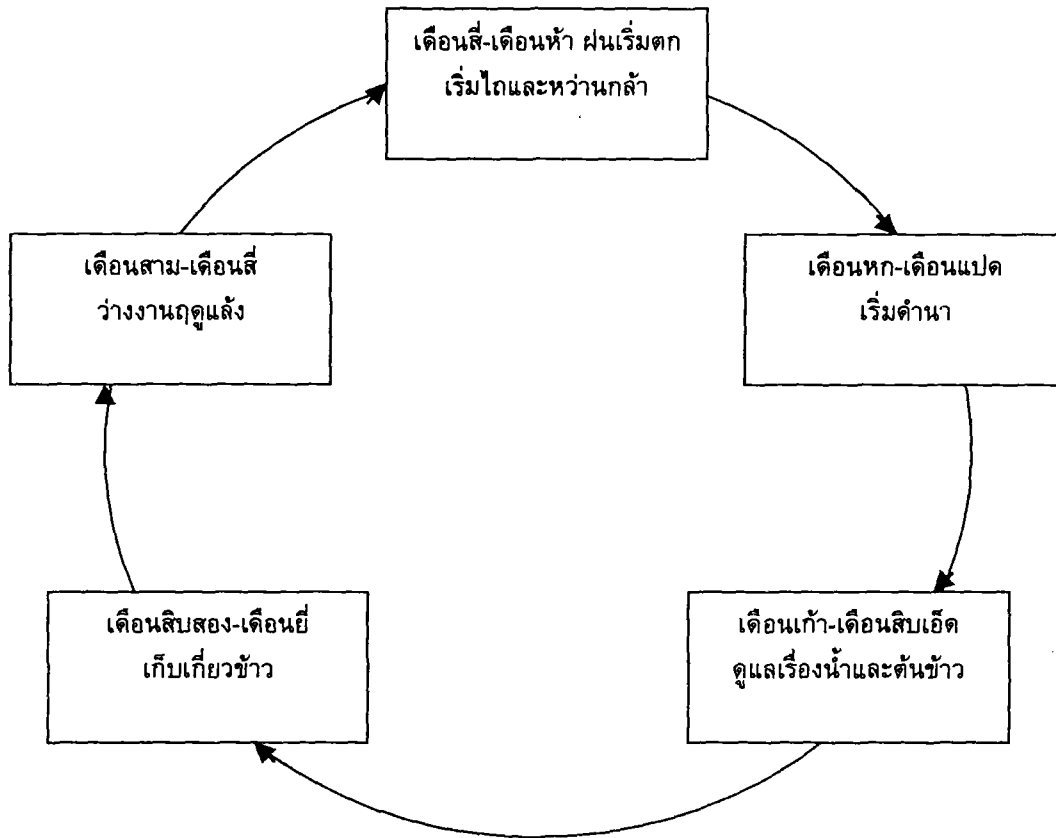 เดือนสี่-เดือนห้า ฝนเริ่มตก
เริ่มไถและหว่านกล้า
เดือนหก-เดือนแปด
เริ่มดำนา
เดือนเก้า-เดือนสิบเอ็ด
ดูแลเรื่องน้ำและต้นข้าว
เดือนสิบสอง-เดือนยี่
เก็บเกี่ยวข้าว
เดือนสาม-เดือนสี่
ว่างงานฤดูแล้ง